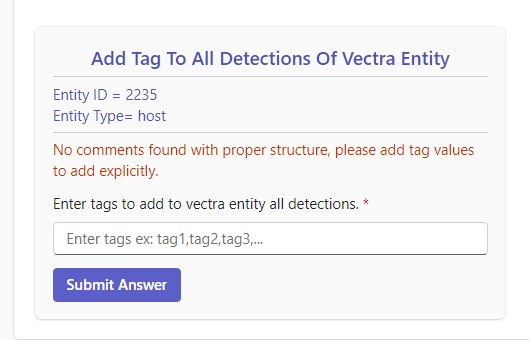 Add Tag To All Detections Of Vectra Entity
Entity ID = 2235
Entity Type= host
No comments found with proper structure, please add tag values
to add explicitly.
Enter tags to add to vectra entity all detections. *
Enter tags ex: tag1,tag2,tag3,...
Submit Answer